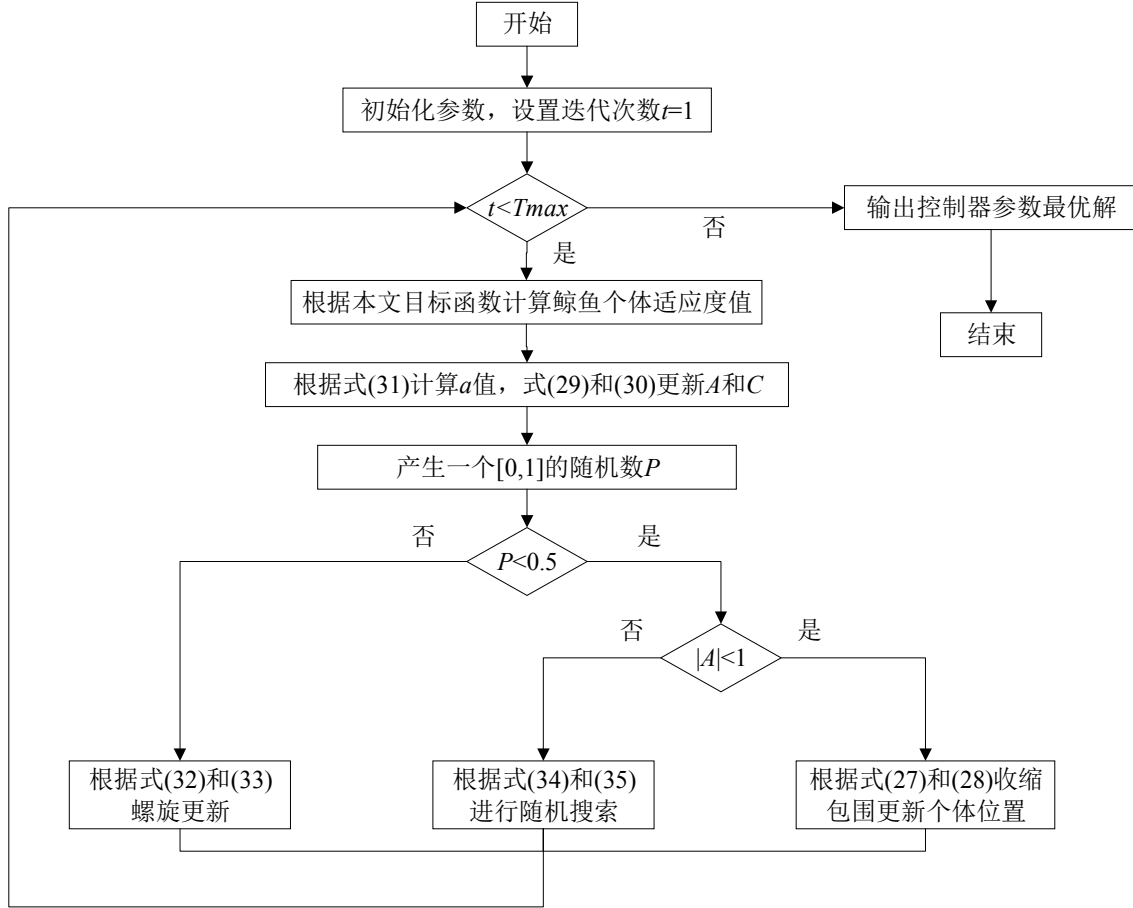 开始
初始化参数，设置迭代次数t=1
t<Tmax
否
输出控制器参数最优解
是
结束
根据本文目标函数计算鲸鱼个体适应度值
根据式(31)计算a值，式(29)和(30)更新A和C
产生一个[0,1]的随机数P
否
是
P<0.5
否
是
|A|<1
根据式(32)和(33)
螺旋更新
根据式(34)和(35)
进行随机搜索
根据式(27)和(28)收缩
包围更新个体位置